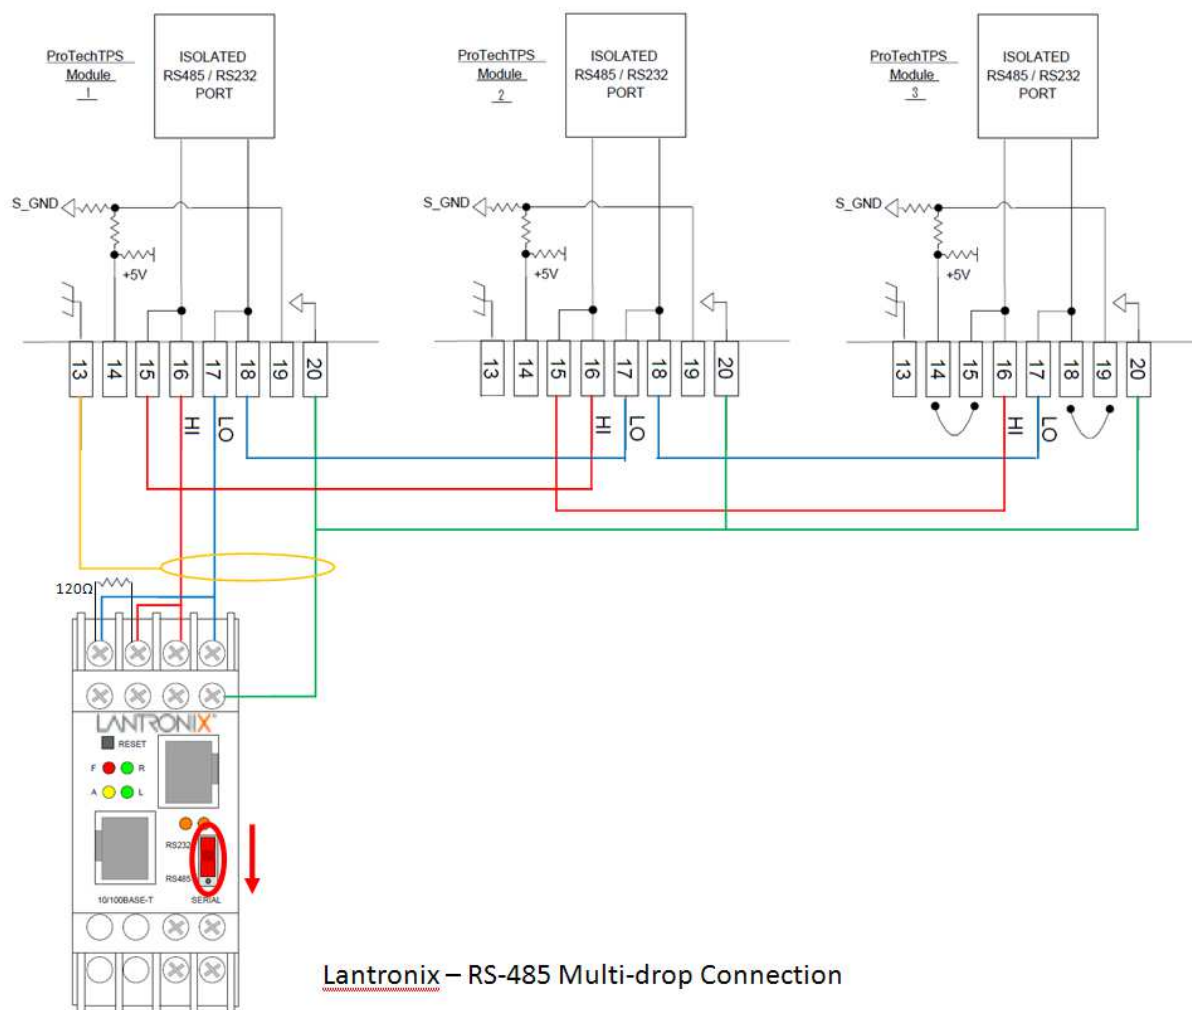 ProTechTPS
Module
1
ISOLATED
RS485 / RS232
PORT
ProTechTPS
Module
2
ISOLATED
RS485 / RS232
PORT
ProTechTPS
Module
3
ISOLATED
RS485 / RS232
PORT
S_GND
+5V
S_GND
+5V
S_GND
+5V
13 14 15 16 17 18 19 20
13 14 15 16 17 18 19 20
13 14 15 16 17 18 19 20
HI LO
HI LO
HI LO
120Ω
LANTRONIX®
RESET
F R
A L
RS232
RS485
10/100BASE-T SERIAL
Lantronix – RS-485 Multi-drop Connection